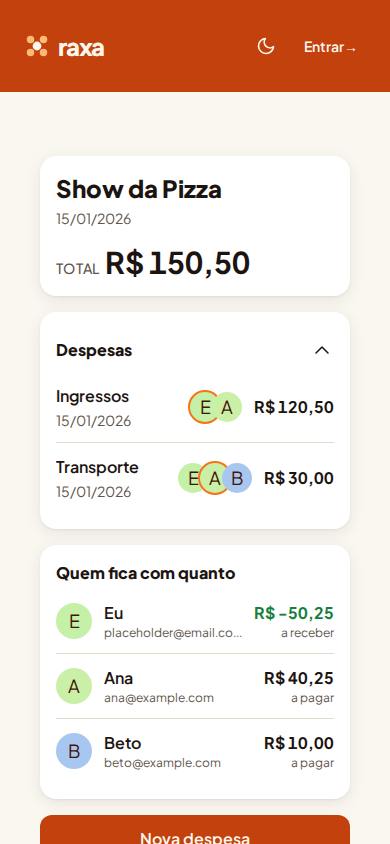 raxa
Entrar→
Show da Pizza
15/01/2026
TOTAL R$ 150,50
Despesas
Ingressos
15/01/2026
E A
R$ 120,50
Transporte
15/01/2026
E A B
R$ 30,00
Quem fica com quanto
E
Eu
placeholder@email.co...
R$ -50,25
a receber
A
Ana
ana@example.com
R$ 40,25
a pagar
B
Beto
beto@example.com
R$ 10,00
a pagar
Nova despesa